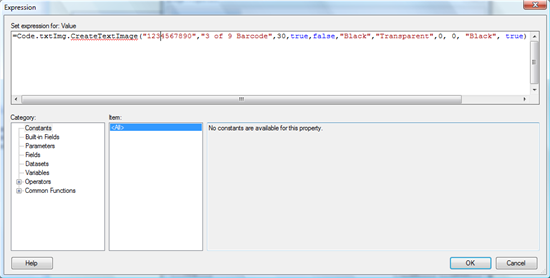 Expression
Set expression for: Value
=Code.txtImg.CreateTextImage("1234567890","3 of 9 Barcode",30,true,false,"Black","Transparent",0, 0, "Black", true)
Category:
Item:
Constants
Built-in Fields
Parameters
Fields
Datasets
Variables
Operators
Common Functions
<All>
No constants are available for this property.
Help
OK
Cancel